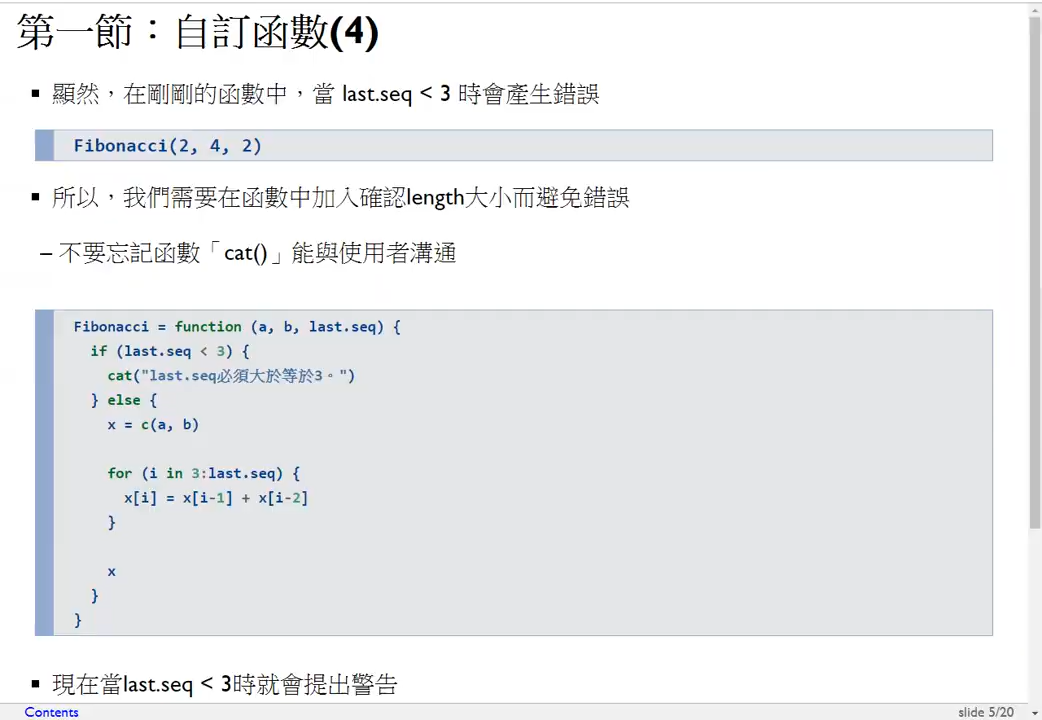 第一節：自訂函數(4)
▪ 顯然，在剛剛的函數中，當 last.seq < 3 時會產生錯誤
Fibonacci(2, 4, 2)
▪ 所以，我們需要在函數中加入確認length大小而避免錯誤
– 不要忘記函數「cat()」能與使用者溝通
Fibonacci = function (a, b, last.seq) {
  if (last.seq < 3) {
    cat("last.seq必須大於等於3。")
  } else {
    x = c(a, b)
    for (i in 3:last.seq) {
      x[i] = x[i-1] + x[i-2]
    }
    x
  }
}
▪ 現在當last.seq < 3時就會提出警告
Contents
slide 5/20